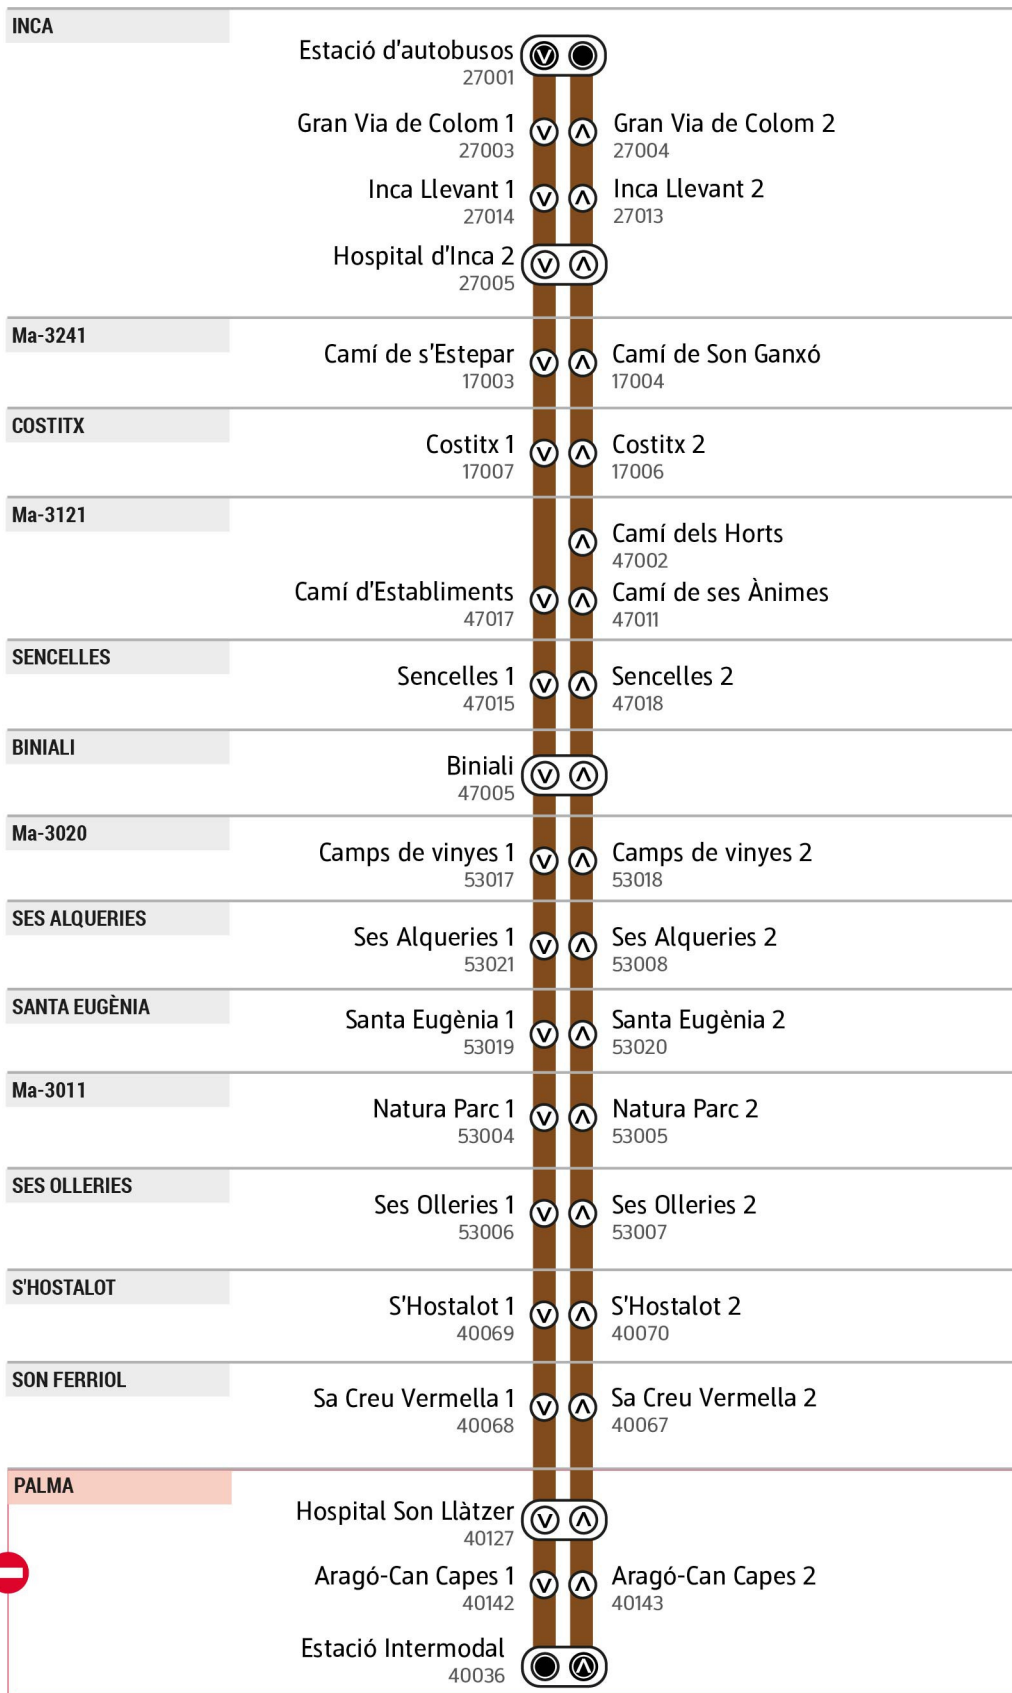 INCA
Estació d'autobusos
27001
Gran Via de Colom 1
27003
Gran Via de Colom 2
27004
Inca Llevant 1
27014
Inca Llevant 2
27013
Hospital d'Inca 2
27005
Ma-3241
Camí de s'Estepar
17003
Camí de Son Ganxó
17004
COSTITX
Costitx 1
17007
Costitx 2
17006
Ma-3121
Camí dels Horts
47002
Camí d'Establiments
47017
Camí de ses Ànimes
47011
SENCELLES
Sencelles 1
47015
Sencelles 2
47018
BINIALI
Biniali
47005
Ma-3020
Camps de vinyes 1
53017
Camps de vinyes 2
53018
SES ALQUERIES
Ses Alqueries 1
53021
Ses Alqueries 2
53008
SANTA EUGÈNIA
Santa Eugènia 1
53019
Santa Eugènia 2
53020
Ma-3011
Natura Parc 1
53004
Natura Parc 2
53005
SES OLLERIES
Ses Olleries 1
53006
Ses Olleries 2
53007
S'HOSTALOT
S'Hostalot 1
40069
S'Hostalot 2
40070
SON FERRIOL
Sa Creu Vermella 1
40068
Sa Creu Vermella 2
40067
PALMA
Hospital Son Llàtzer
40127
Aragó-Can Capes 1
40142
Aragó-Can Capes 2
40143
Estació Intermodal
40036